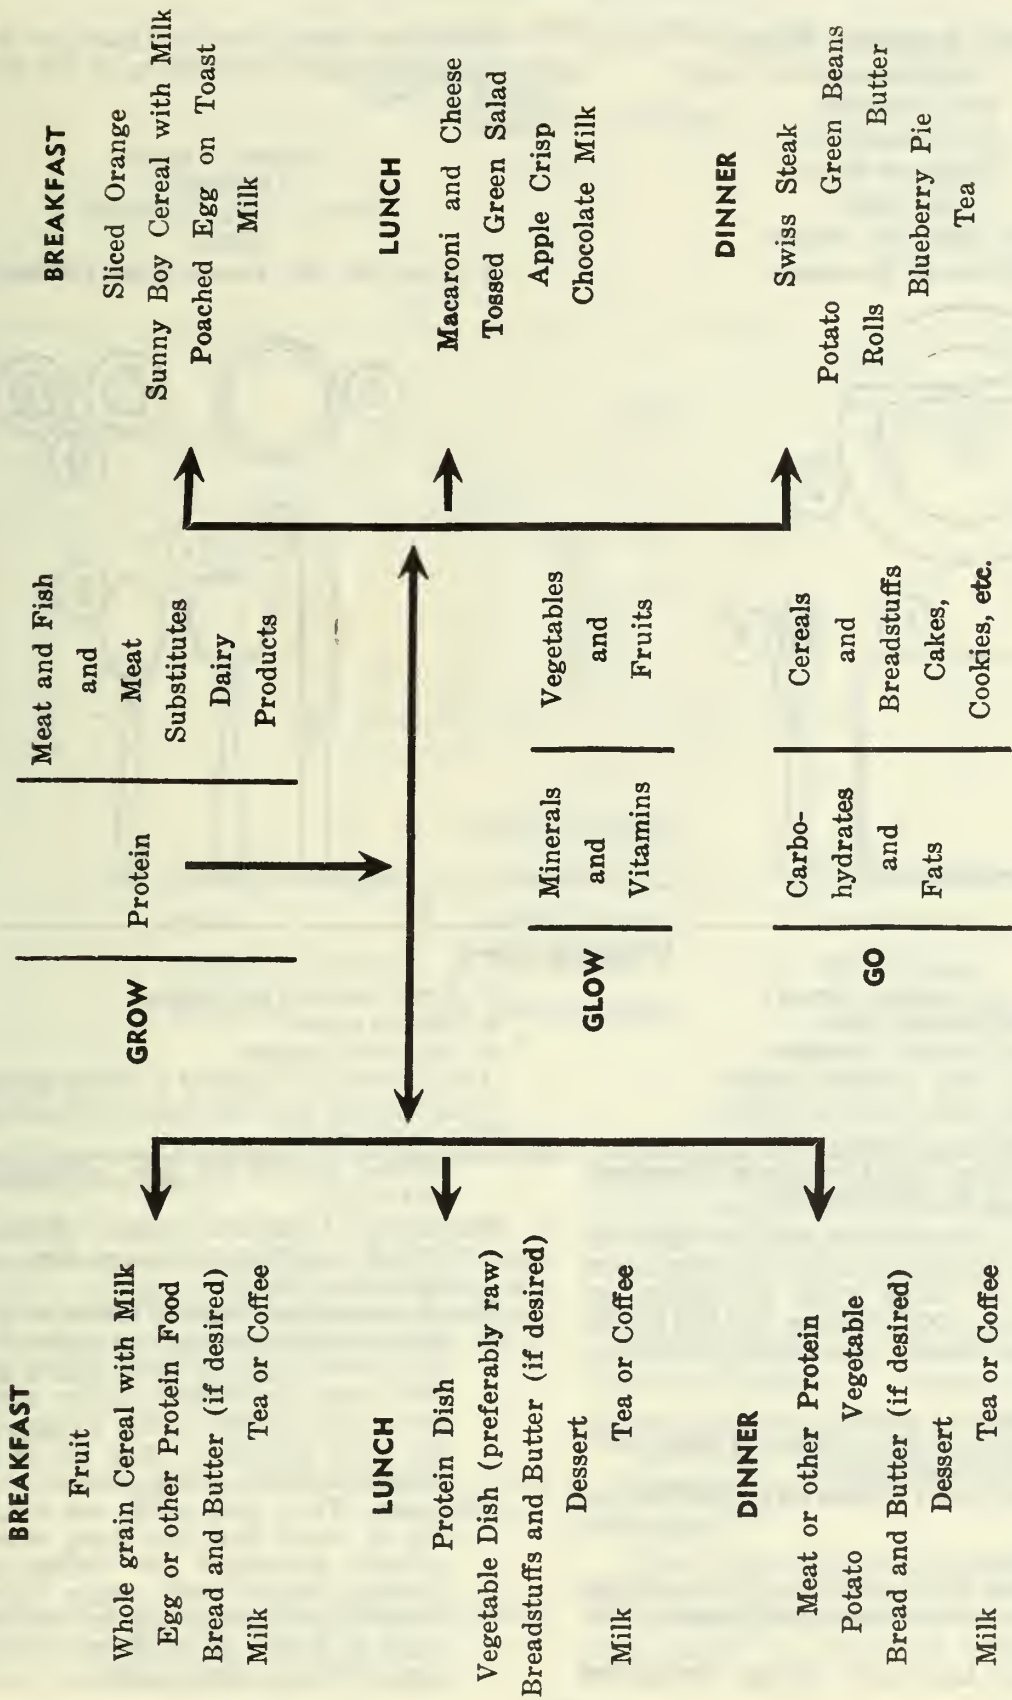 BREAKFAST
Fruit
Whole grain Cereal with Milk
Egg or other Protein Food
Bread and Butter (if desired)
Milk Tea or Coffee
LUNCH
Protein Dish
Vegetable Dish (preferably raw)
Breadstuffs and Butter (if desired)
Dessert
Milk Tea or Coffee
DINNER
Meat or other Protein
Potato Vegetable
Bread and Butter (if desired)
Dessert
Milk Tea or Coffee
GROW
Protein
Meat and Fish
and
Meat
Substitutes
Dairy
Products
GLOW
Minerals
and
Vitamins
Vegetables
and
Fruits
GO
Carbo-
hydrates
and
Fats
Cereals
and
Breadstuffs
Cakes,
Cookies, etc.
BREAKFAST
Sliced Orange
Sunny Boy Cereal with Milk
Poached Egg on Toast
Milk
LUNCH
Macaroni and Cheese
Tossed Green Salad
Apple Crisp
Chocolate Milk
DINNER
Swiss Steak
Potato Green Beans
Rolls Butter
Blueberry Pie
Tea